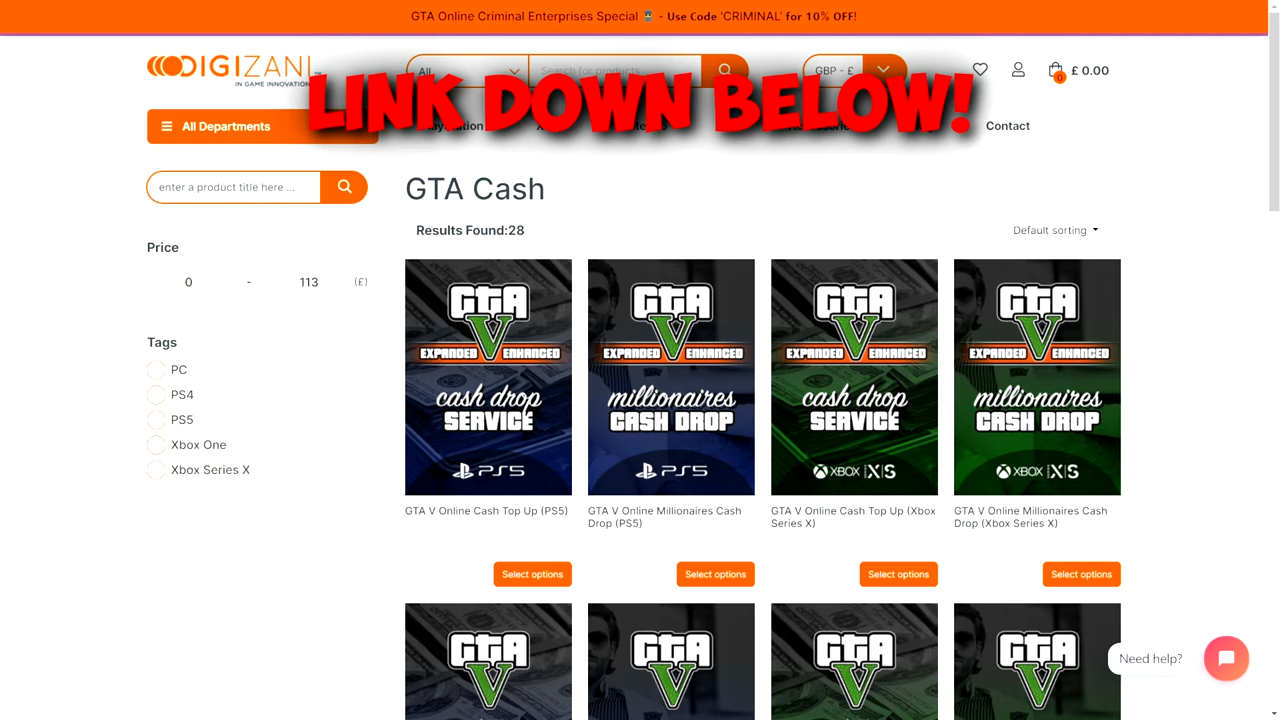 GTA Online Criminal Enterprises Special - Use Code 'CRIMINAL' for 10% OFF!
DIGIZANI
IN GAME INNOVATION
All
Search for products
GBP - £
0
£ 0.00
LINK DOWN BELOW!
All Departments
Contact
enter a product title here ...
GTA Cash
Results Found:28
Default sorting
Price
0 - 113 (£)
Tags
PC
PS4
PS5
Xbox One
Xbox Series X
GTA V
EXPANDED ENHANCED
cash drop
SERVICE
PS5
GTA V
EXPANDED ENHANCED
millionaires
CASH DROP
PS5
GTA V
EXPANDED ENHANCED
cash drop
SERVICE
XBOX SERIES X|S
GTA V
EXPANDED ENHANCED
millionaires
CASH DROP
XBOX SERIES X|S
GTA V Online Cash Top Up (PS5)
GTA V Online Millionaires Cash
Drop (PS5)
GTA V Online Cash Top Up (Xbox
Series X)
GTA V Online Millionaires Cash
Drop (Xbox Series X)
Select options
Select options
Select options
Select options
GTA V
GTA V
GTA V
GTA V
Need help?